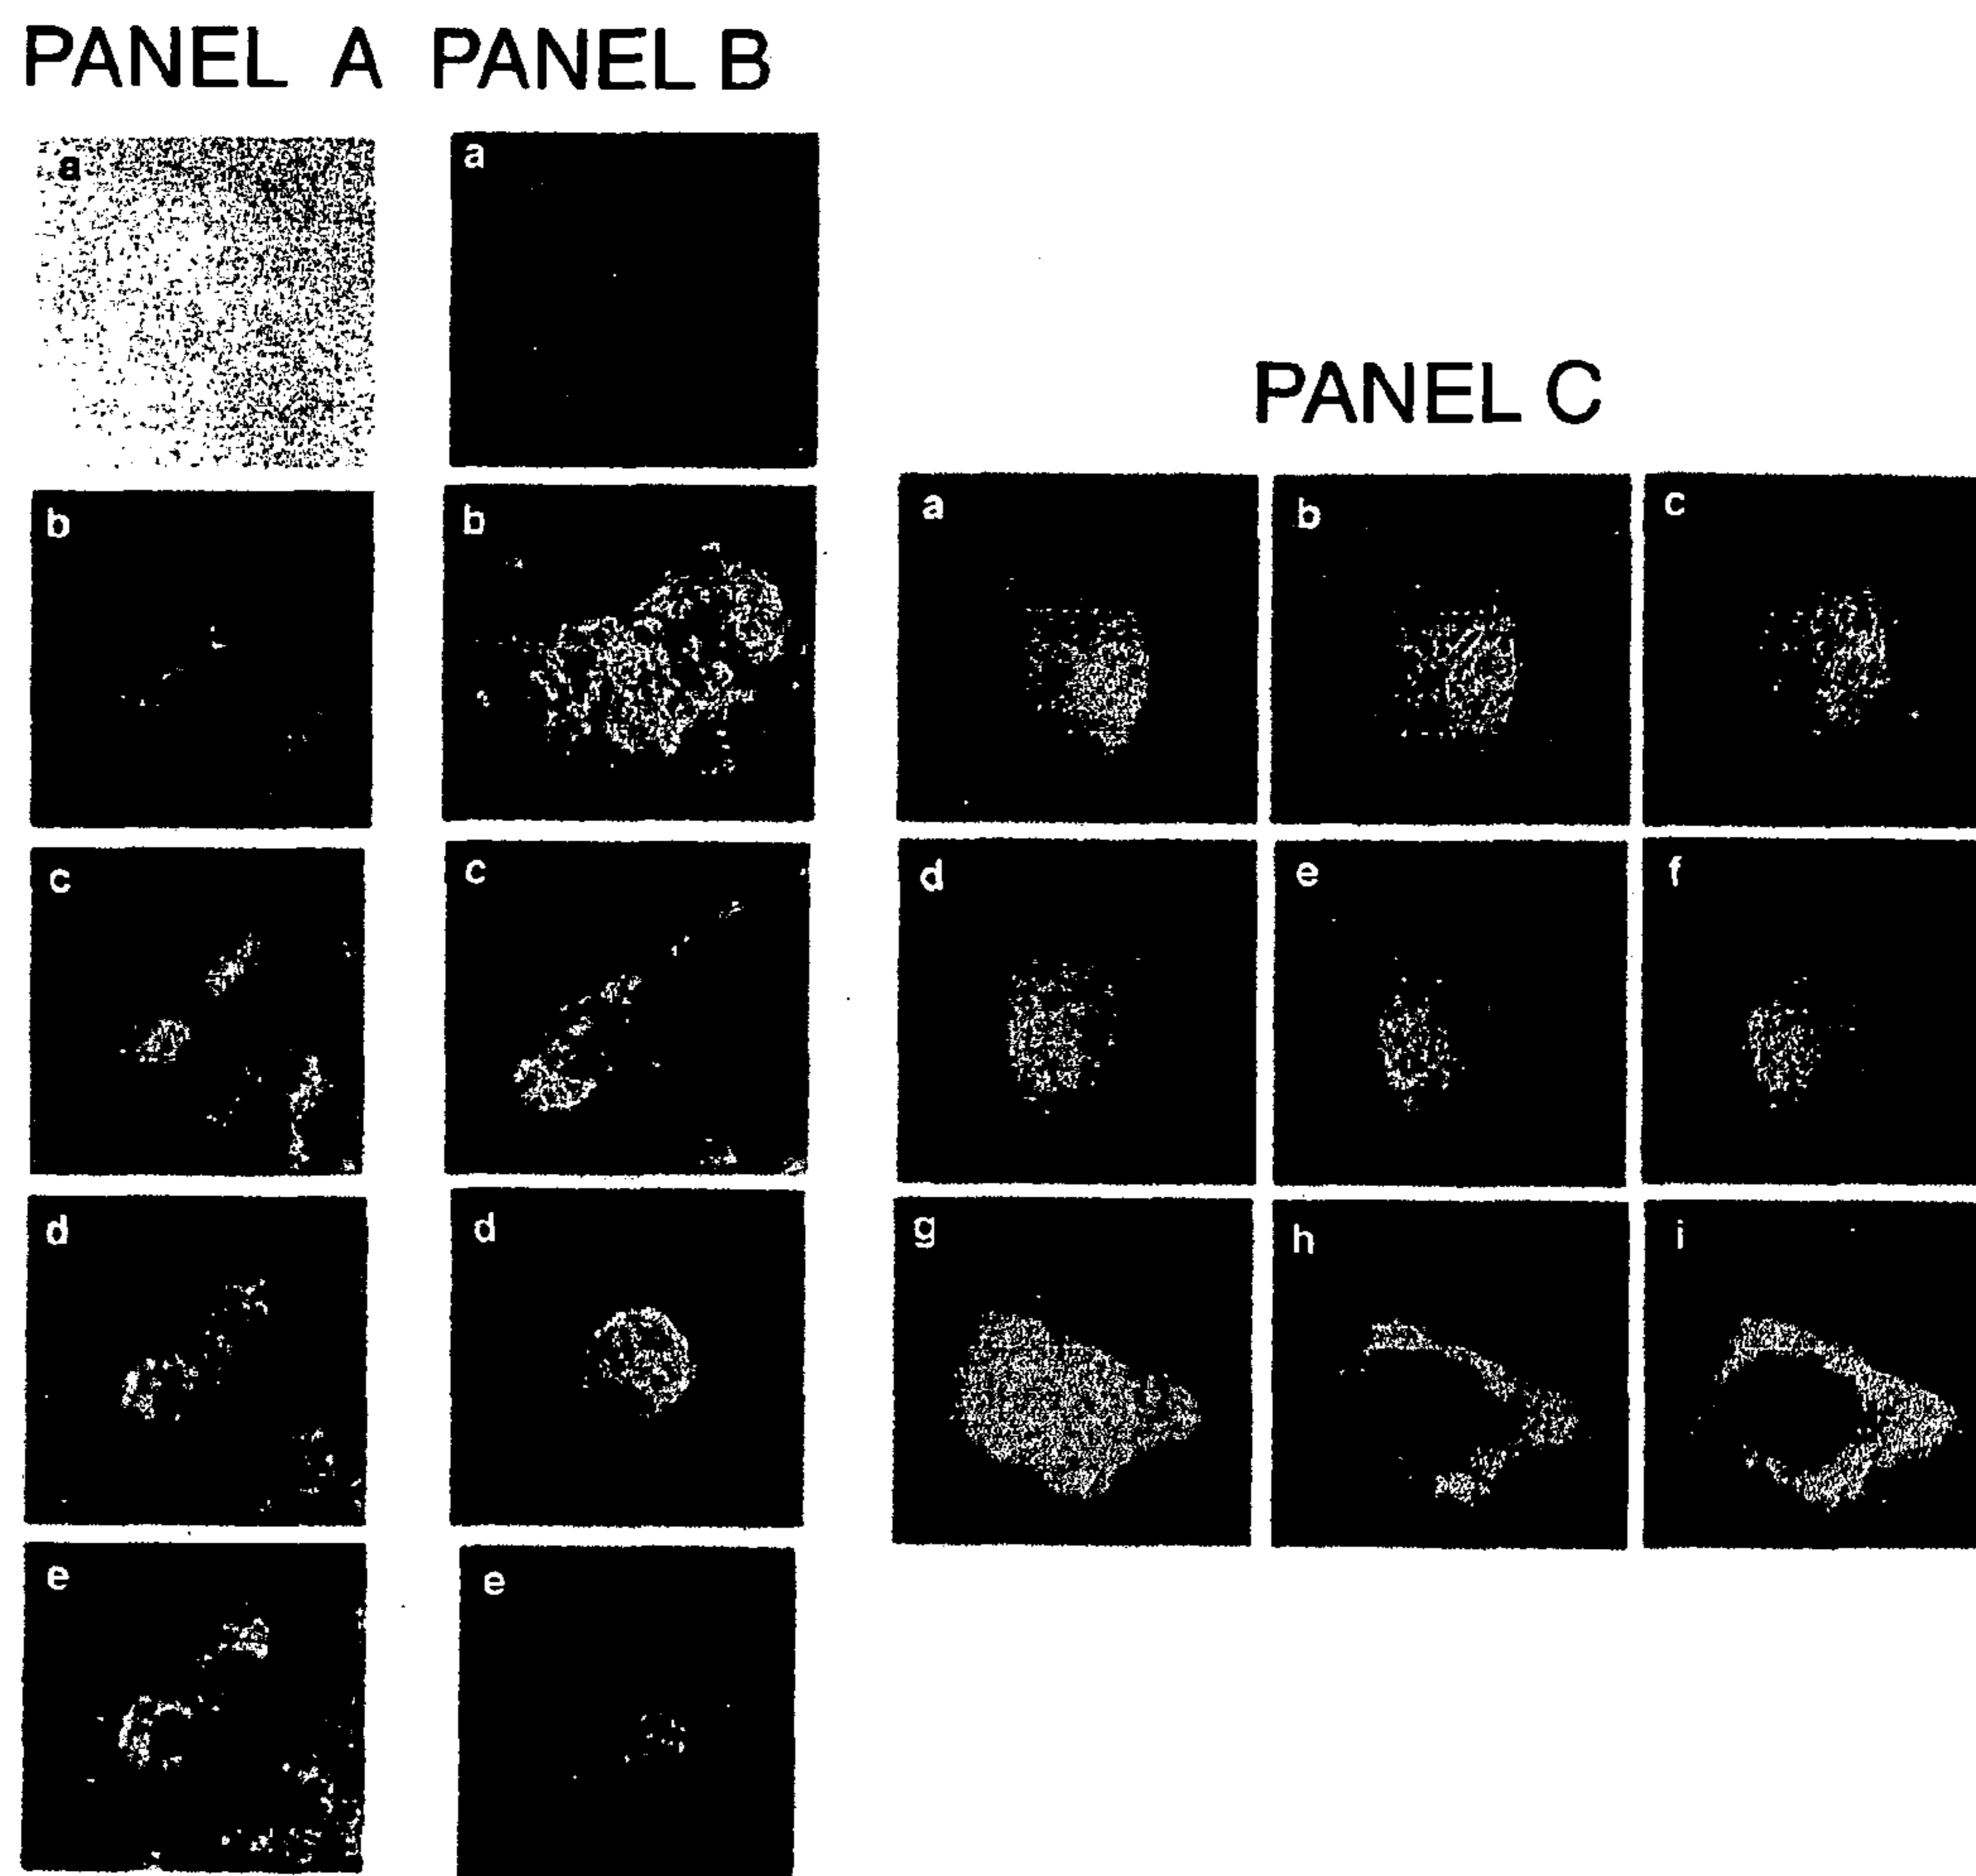 PANEL A PANEL B
a a
PANEL C
b b a b c
c c d e f
d d g h i
e e